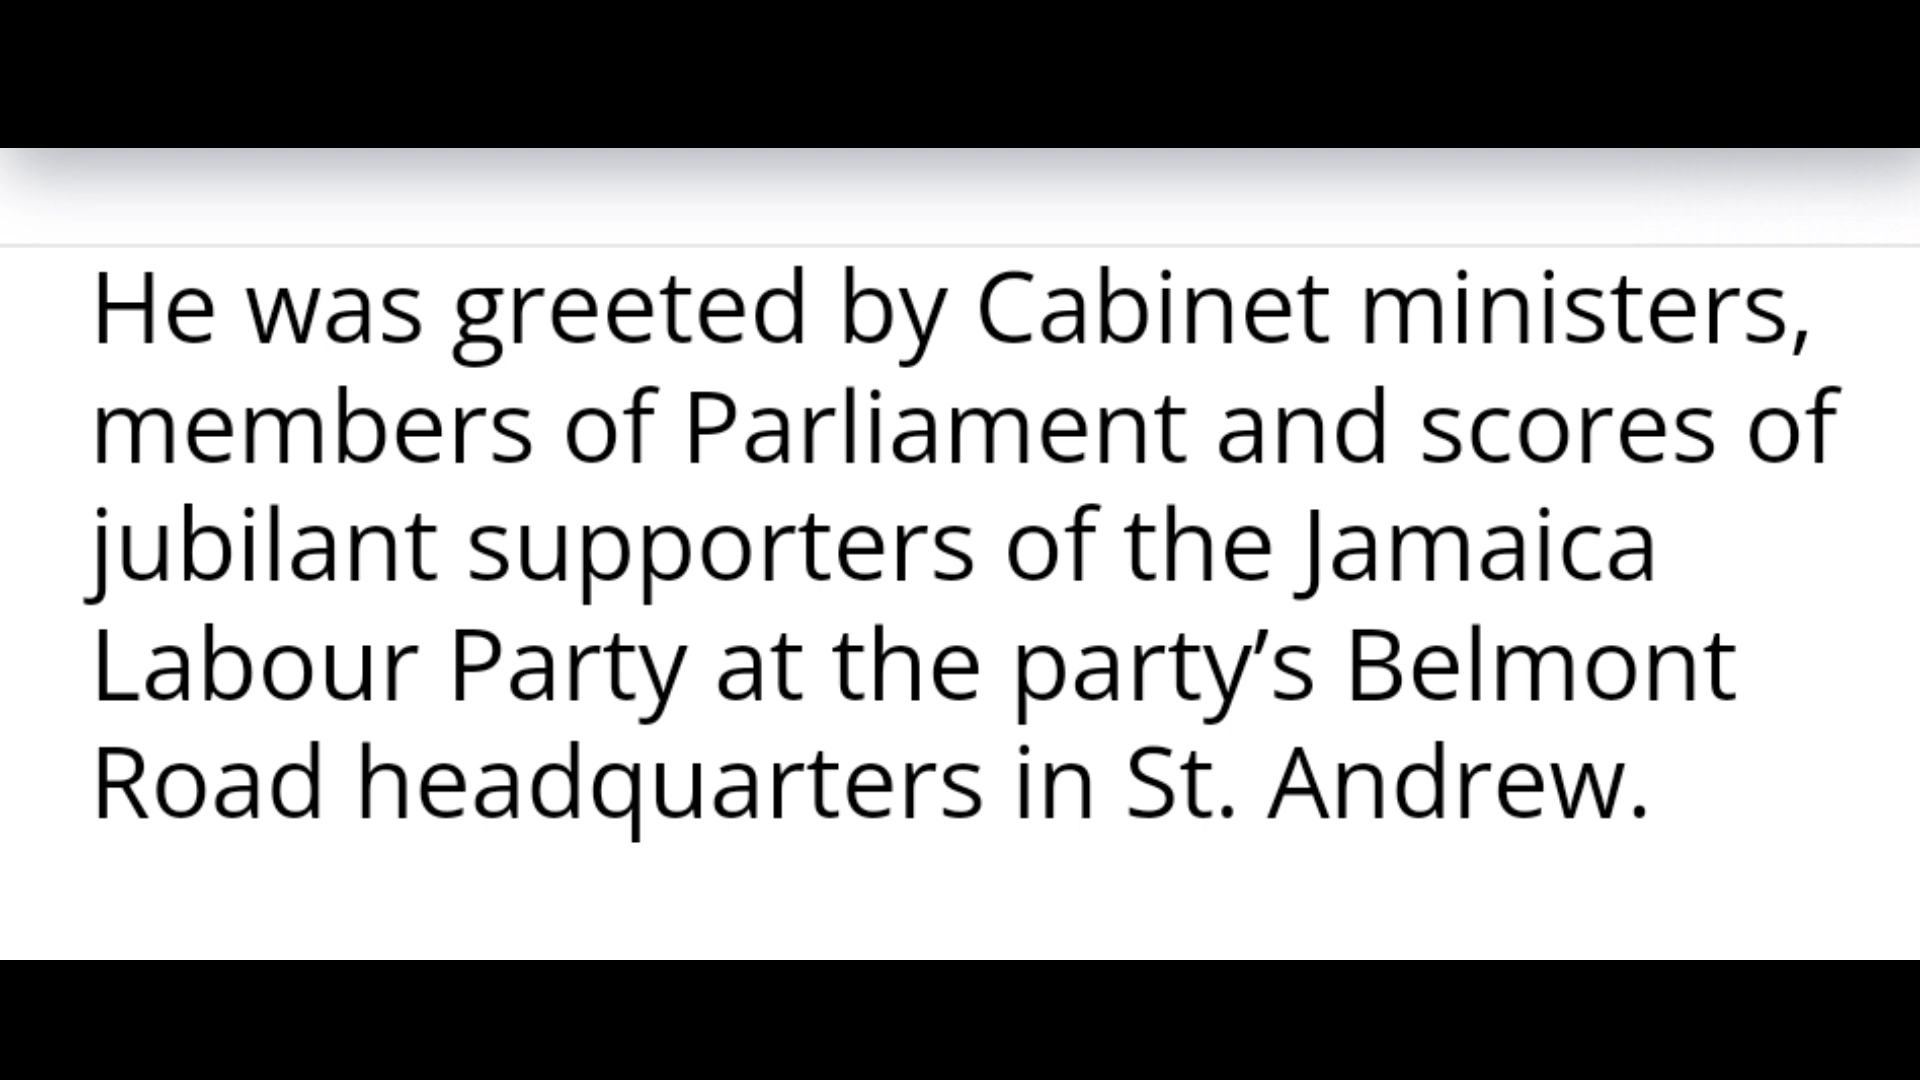 He was greeted by Cabinet ministers,
members of Parliament and scores of
jubilant supporters of the Jamaica
Labour Party at the party’s Belmont
Road headquarters in St. Andrew.